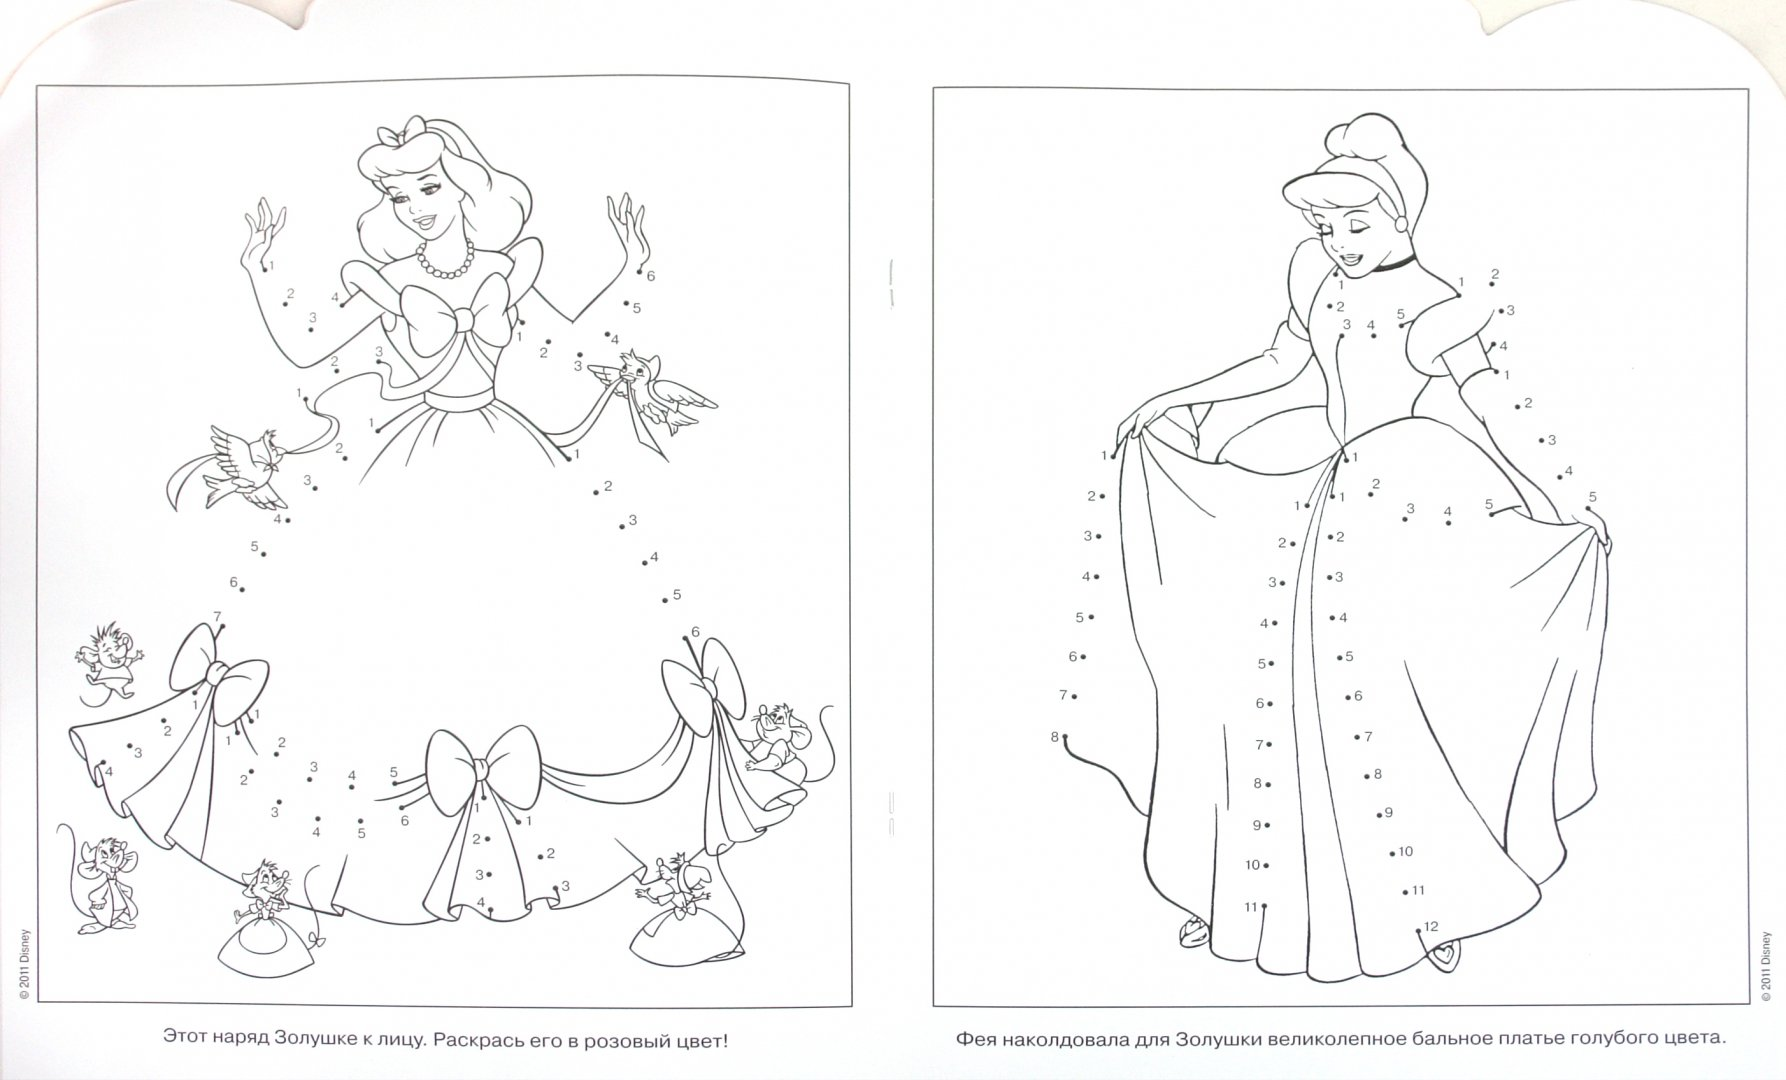 Этот наряд Золушке к лицу. Раскрась его в розовый цвет!
© 2011 Disney
Фея наколдовала для Золушки великолепное бальное платье голубого цвета.
© 2011 Disney